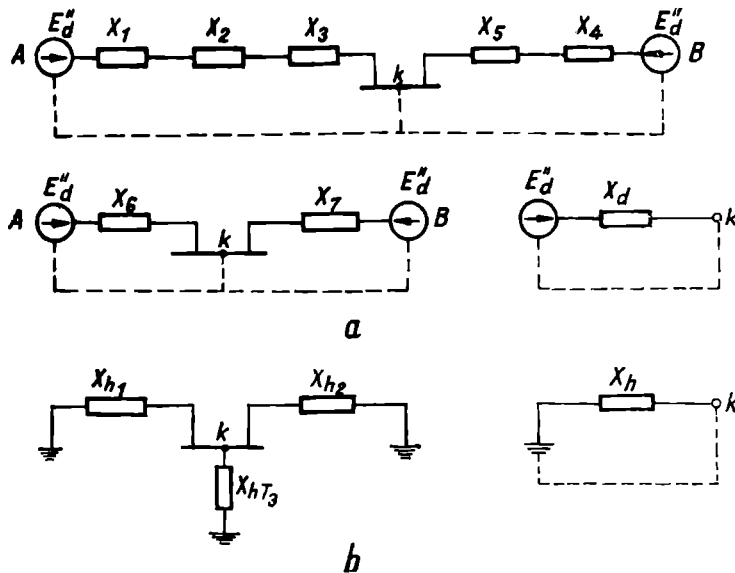 A E″d X1 X2 X3 k X5 X4 E″d B
A E″d X6 k X7 E″d B
E″d Xd k
a
Xh1 k Xh2
XhT3
Xh k
b